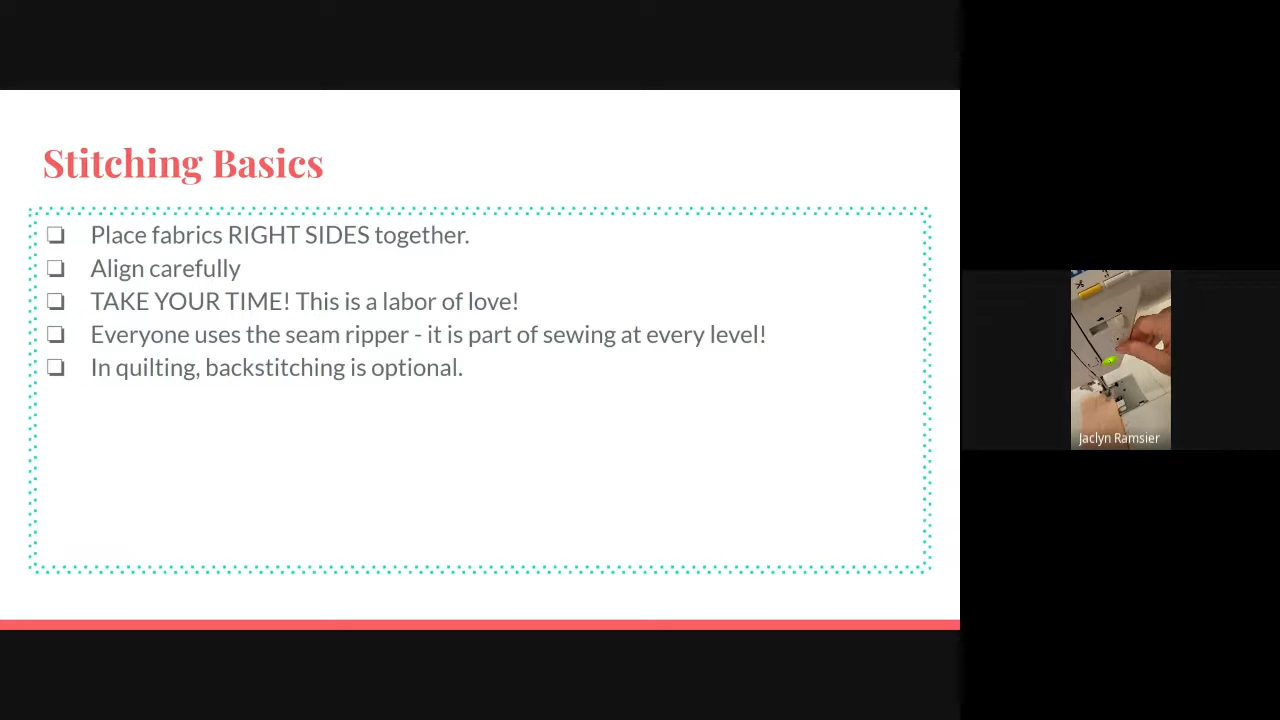 Stitching Basics
❏ Place fabrics RIGHT SIDES together.
❏ Align carefully
❏ TAKE YOUR TIME! This is a labor of love!
❏ Everyone uses the seam ripper - it is part of sewing at every level!
❏ In quilting, backstitching is optional.
Jaclyn Ramsier